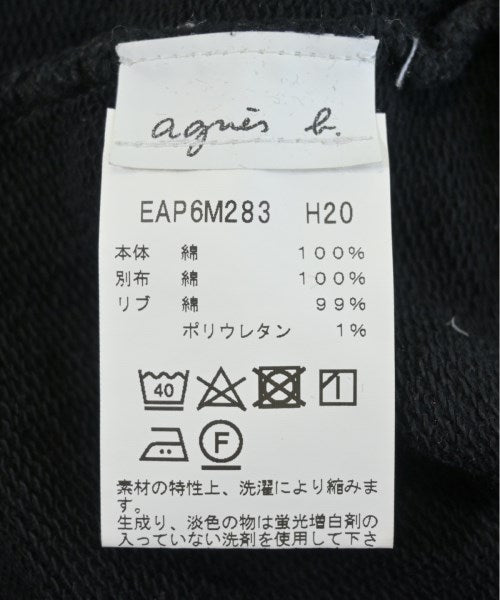 agnès b.
EAP6M283 H20
本体 綿 100%
別布 綿 100%
リブ 綿 99%
ポリウレタン 1%
40
F
素材の特性上、洗濯により縮みま
す。
生成り、淡色の物は蛍光増白剤の
入っていない洗剤を使用して下さ